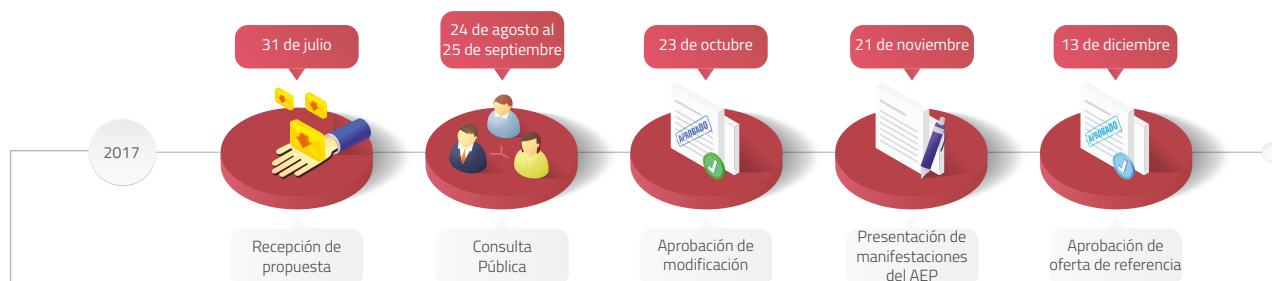 31 de julio
24 de agosto al
25 de septiembre
23 de octubre
21 de noviembre
13 de diciembre
2017
APROBADO
APROBADO
Recepción de
propuesta
Consulta
Pública
Aprobación de
modificación
Presentación de
manifestaciones
del AEP
Aprobación de
oferta de referencia